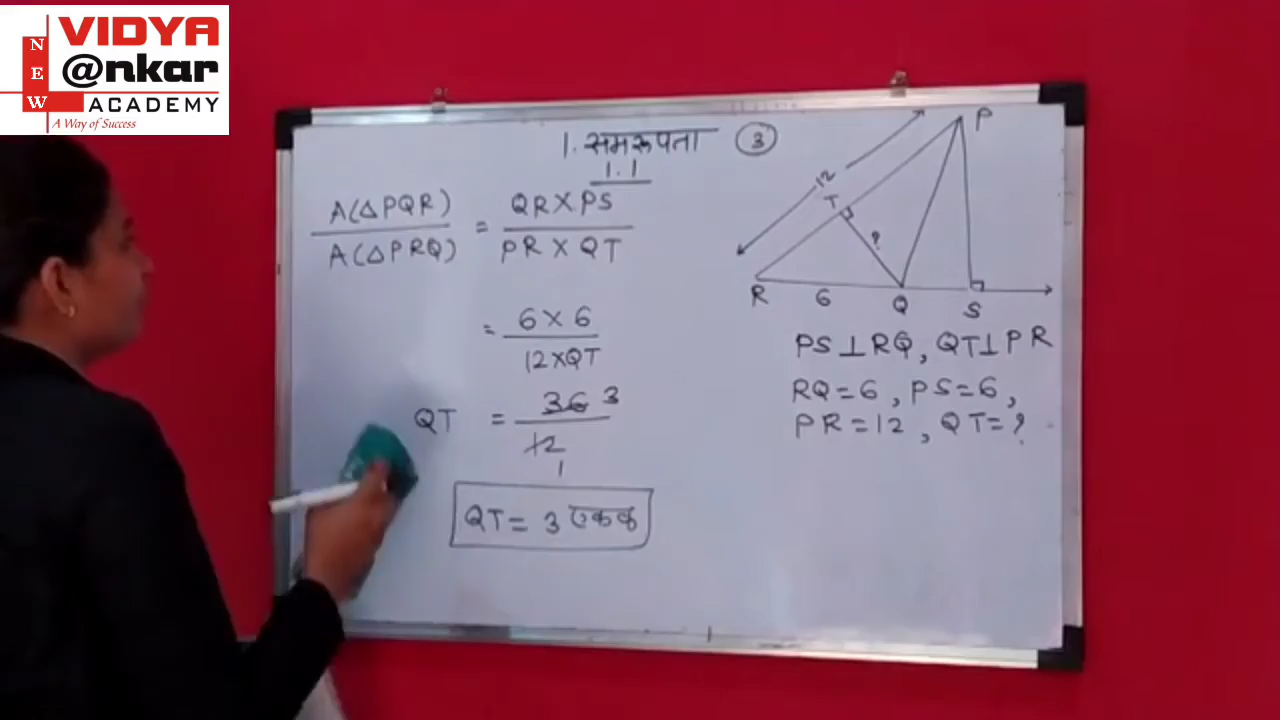 NEW
VIDYA
@nkar
ACADEMY
A Way of Success
1. समरूपता 3
1.1
A(△PQR) / A(△PRQ) = QR X PS / PR X QT
= 6 X 6 / 12 X QT
QT = 36 3 / 12 1
QT = 3 एकक
P
12
T
?
R
6
Q
S
PS⊥RQ, QT⊥PR
RQ=6, PS=6,
PR=12, QT=?